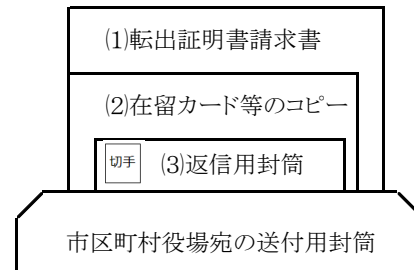 ⑴転出証明書請求書
⑵在留カード等のコピー
切手
⑶返信用封筒
市区町村役場宛の送付用封筒